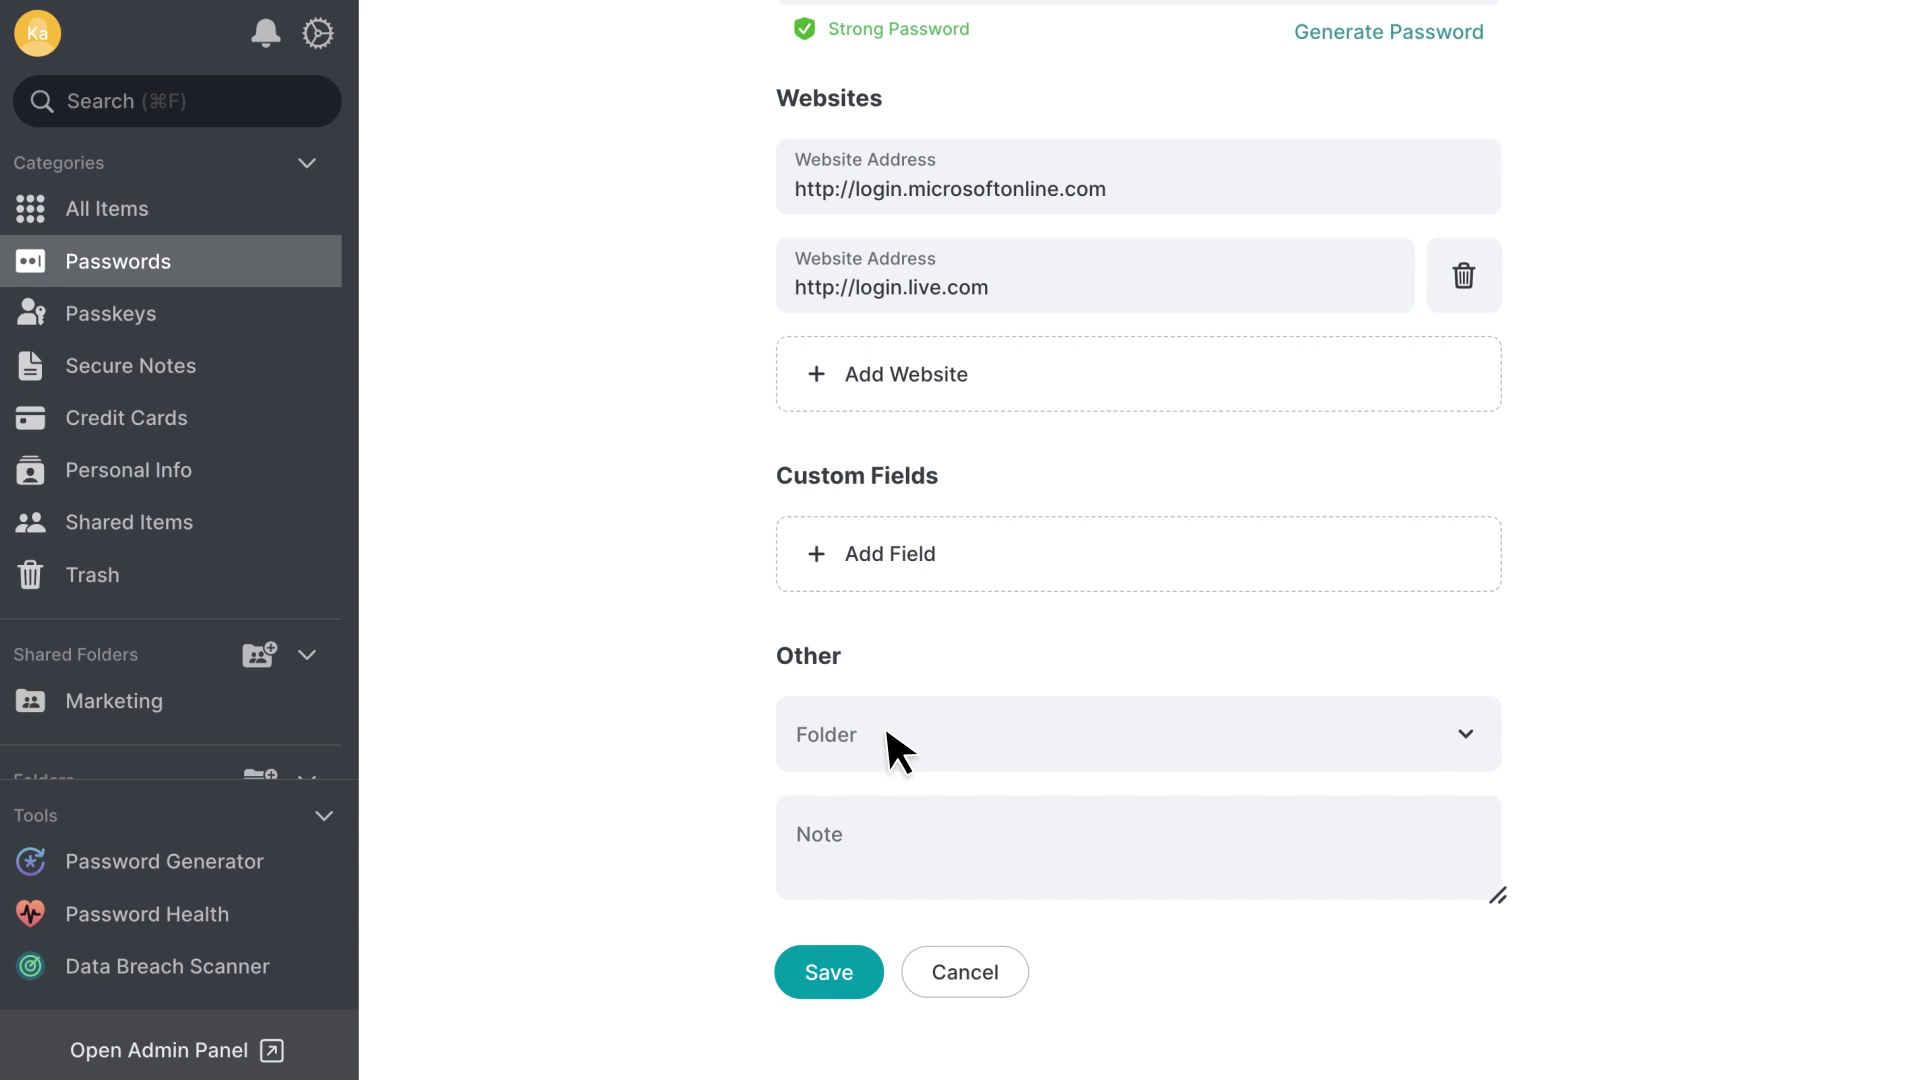 Ka
Search (⌘F)
Categories
All Items
Passwords
Passkeys
Secure Notes
Credit Cards
Personal Info
Shared Items
Trash
Shared Folders
Marketing
Folders
Tools
Password Generator
Password Health
Data Breach Scanner
Open Admin Panel
Strong Password
Generate Password
Websites
Website Address
http://login.microsoftonline.com
Website Address
http://login.live.com
+ Add Website
Custom Fields
+ Add Field
Other
Folder
Note
Save
Cancel